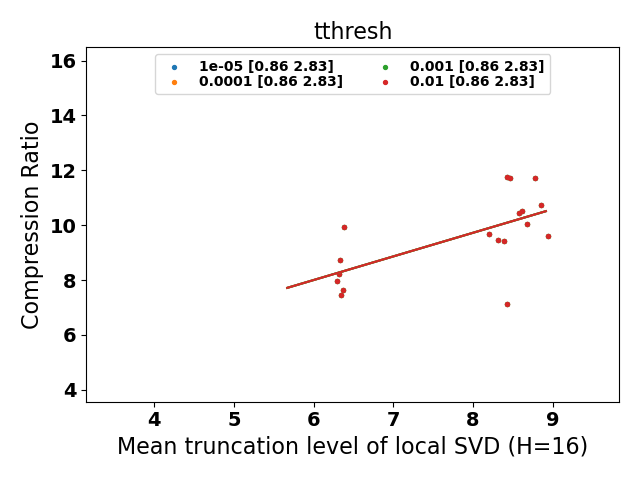 tthresh
1e-05 [0.86 2.83]
0.0001 [0.86 2.83]
0.001 [0.86 2.83]
0.01 [0.86 2.83]
Compression Ratio
16
14
12
10
8
6
4
4 5 6 7 8 9
Mean truncation level of local SVD (H=16)